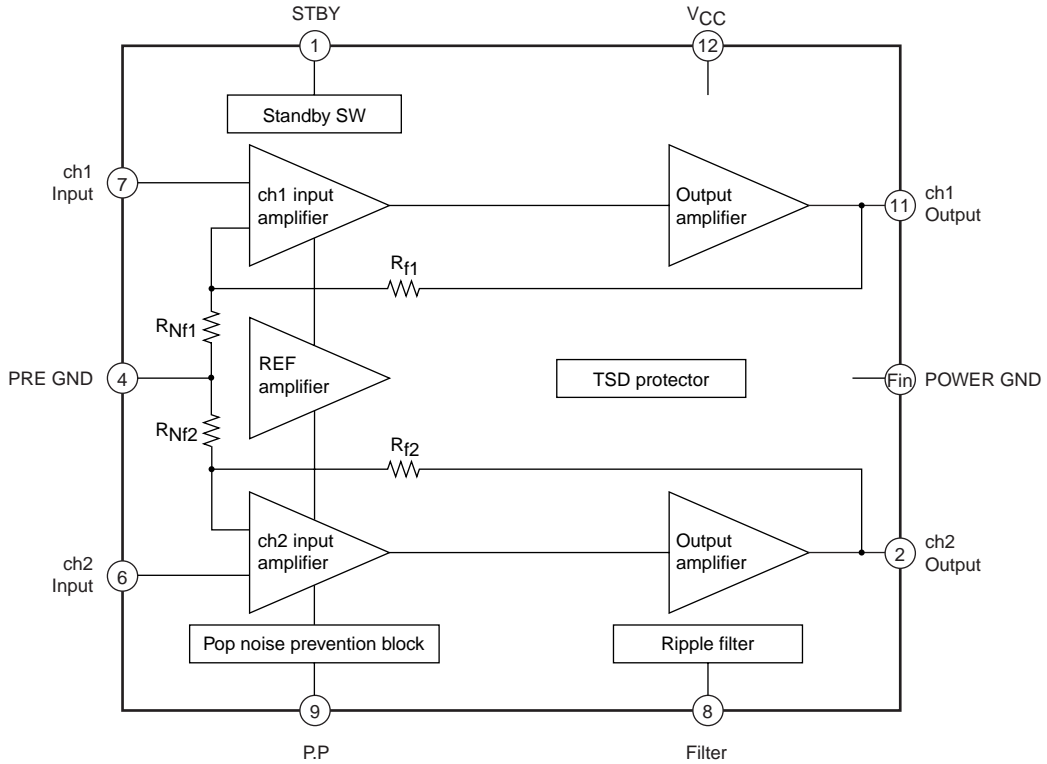 STBY
VCC
1
12
Standby SW
ch1
Input
7
ch1 input
amplifier
Output
amplifier
11
ch1
Output
Rf1
RNf1
PRE GND
4
REF
amplifier
TSD protector
Fin
POWER GND
RNf2
Rf2
ch2
Input
6
ch2 input
amplifier
Output
amplifier
2
ch2
Output
Pop noise prevention block
Ripple filter
9
8
P.P
Filter